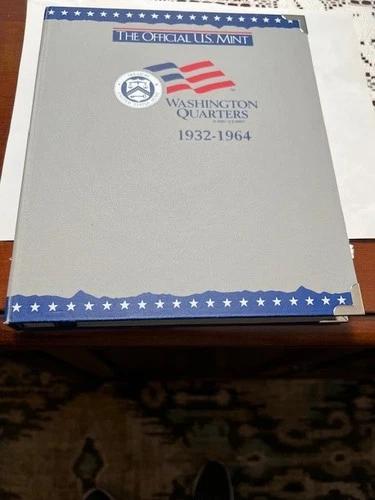 THE OFFICIAL U.S. MINT
WASHINGTON
QUARTERS
1932-1964